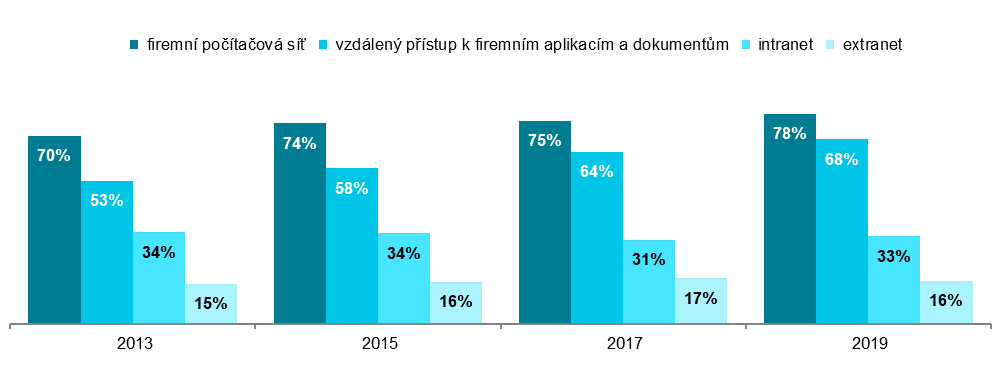 firemní počítačová síť vzdálený přístup k firemním aplikacím a dokumentům intranet extranet
70% 53% 34% 15%
74% 58% 34% 16%
75% 64% 31% 17%
78% 68% 33% 16%
2013 2015 2017 2019